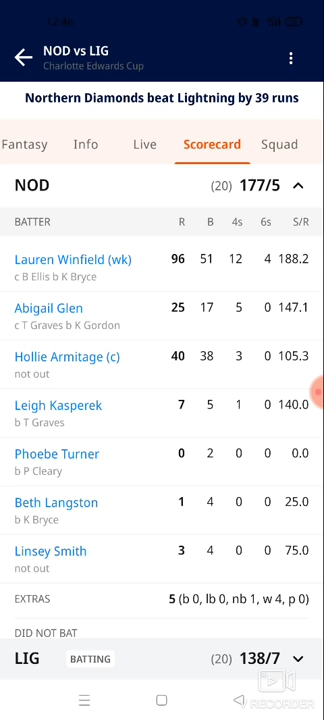 12:46
NOD vs LIG
Charlotte Edwards Cup
Northern Diamonds beat Lightning by 39 runs
Fantasy Info Live Scorecard Squad
NOD (20) 177/5
BATTER R B 4s 6s S/R
Lauren Winfield (wk) 96 51 12 4 188.2
c B Ellis b K Bryce
Abigail Glen 25 17 5 0 147.1
c T Graves b K Gordon
Hollie Armitage (c) 40 38 3 0 105.3
not out
Leigh Kasperek 7 5 1 0 140.0
b T Graves
Phoebe Turner 0 2 0 0 0.0
b P Cleary
Beth Langston 1 4 0 0 25.0
b K Bryce
Linsey Smith 3 4 0 0 75.0
not out
EXTRAS 5 (b 0, lb 0, nb 1, w 4, p 0)
DID NOT BAT
LIG BATTING (20) 138/7
RECORDER